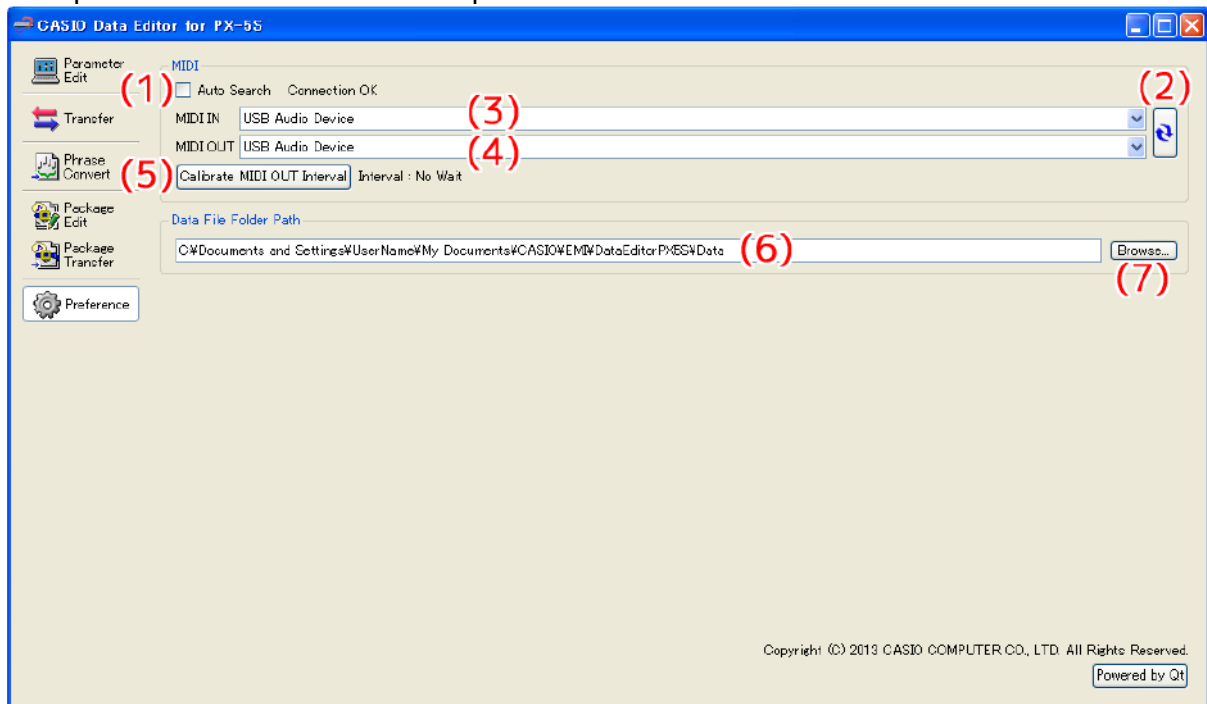 CASIO Data Editor for PX-5S
Parameter
Edit
Transfer
Phrase
Convert
Package
Edit
Package
Transfer
Preference
MIDI
(1)
Auto Search Connection OK
(2)
MIDI IN USB Audio Device (3)
MIDI OUT USB Audio Device (4)
(5) Calibrate MIDI OUT Interval Interval : No Wait
Data File Folder Path
C¥Documents and Settings¥UserName¥My Documents¥CASIO¥EMI¥DataEditorPX5S¥Data (6) Browse...
(7)
Copyright (C) 2013 CASIO COMPUTER CO., LTD. All Rights Reserved.
Powered by Qt